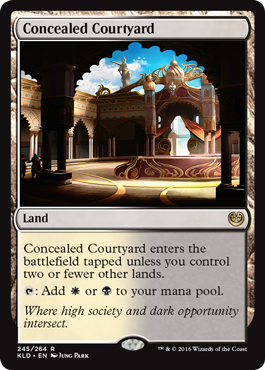 Concealed Courtyard
Land
Concealed Courtyard enters the
battlefield tapped unless you control
two or fewer other lands.
: Add or to your mana pool.
Where high society and dark opportunity
intersect.
245/264 R
KLD • EN Jung Park
™ & © 2016 Wizards of the Coast